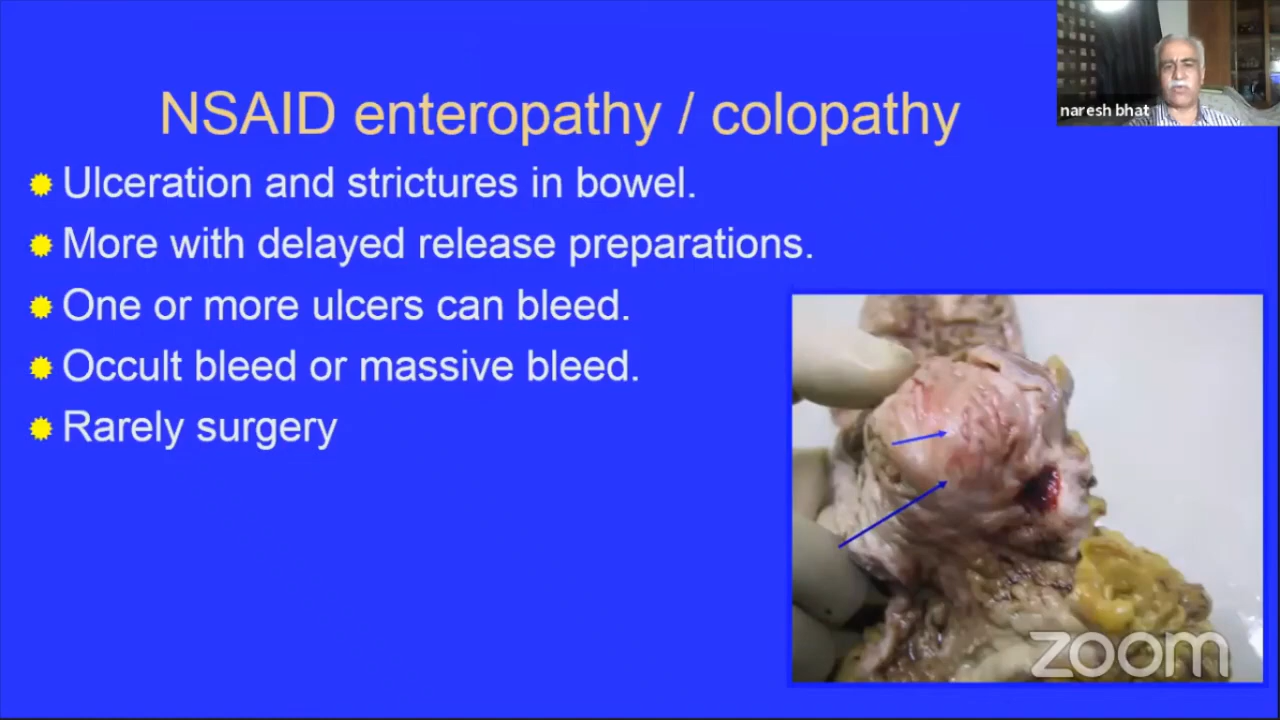 NSAID enteropathy / colopathy
naresh bhat
Ulceration and strictures in bowel.
More with delayed release preparations.
One or more ulcers can bleed.
Occult bleed or massive bleed.
Rarely surgery
zoom